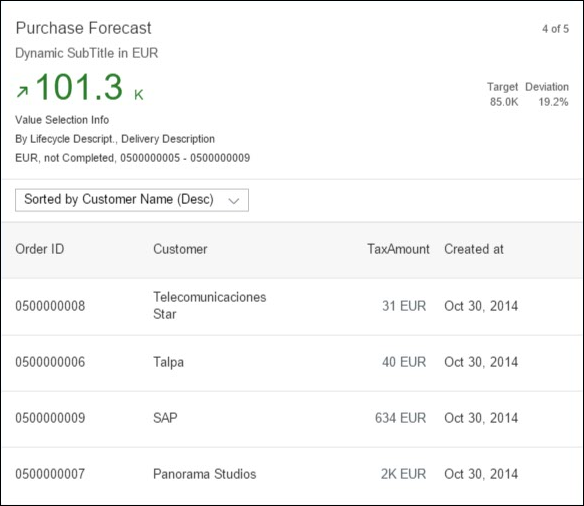 Purchase Forecast
4 of 5
Dynamic SubTitle in EUR
101.3 K
Target Deviation
85.0K 19.2%
Value Selection Info
By Lifecycle Descript., Delivery Description
EUR, not Completed, 0500000005 - 0500000009
Sorted by Customer Name (Desc)
Order ID Customer TaxAmount Created at
0500000008 Telecomunicaciones Star 31 EUR Oct 30, 2014
0500000006 Talpa 40 EUR Oct 30, 2014
0500000009 SAP 634 EUR Oct 30, 2014
0500000007 Panorama Studios 2K EUR Oct 30, 2014